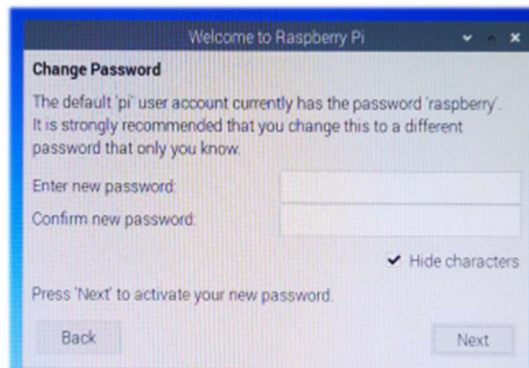 Welcome to Raspberry Pi
Change Password
The default 'pi' user account currently has the password 'raspberry'.
It is strongly recommended that you change this to a different
password that only you know.
Enter new password:
Confirm new password:
Hide characters
Press 'Next' to activate your new password.
Back
Next